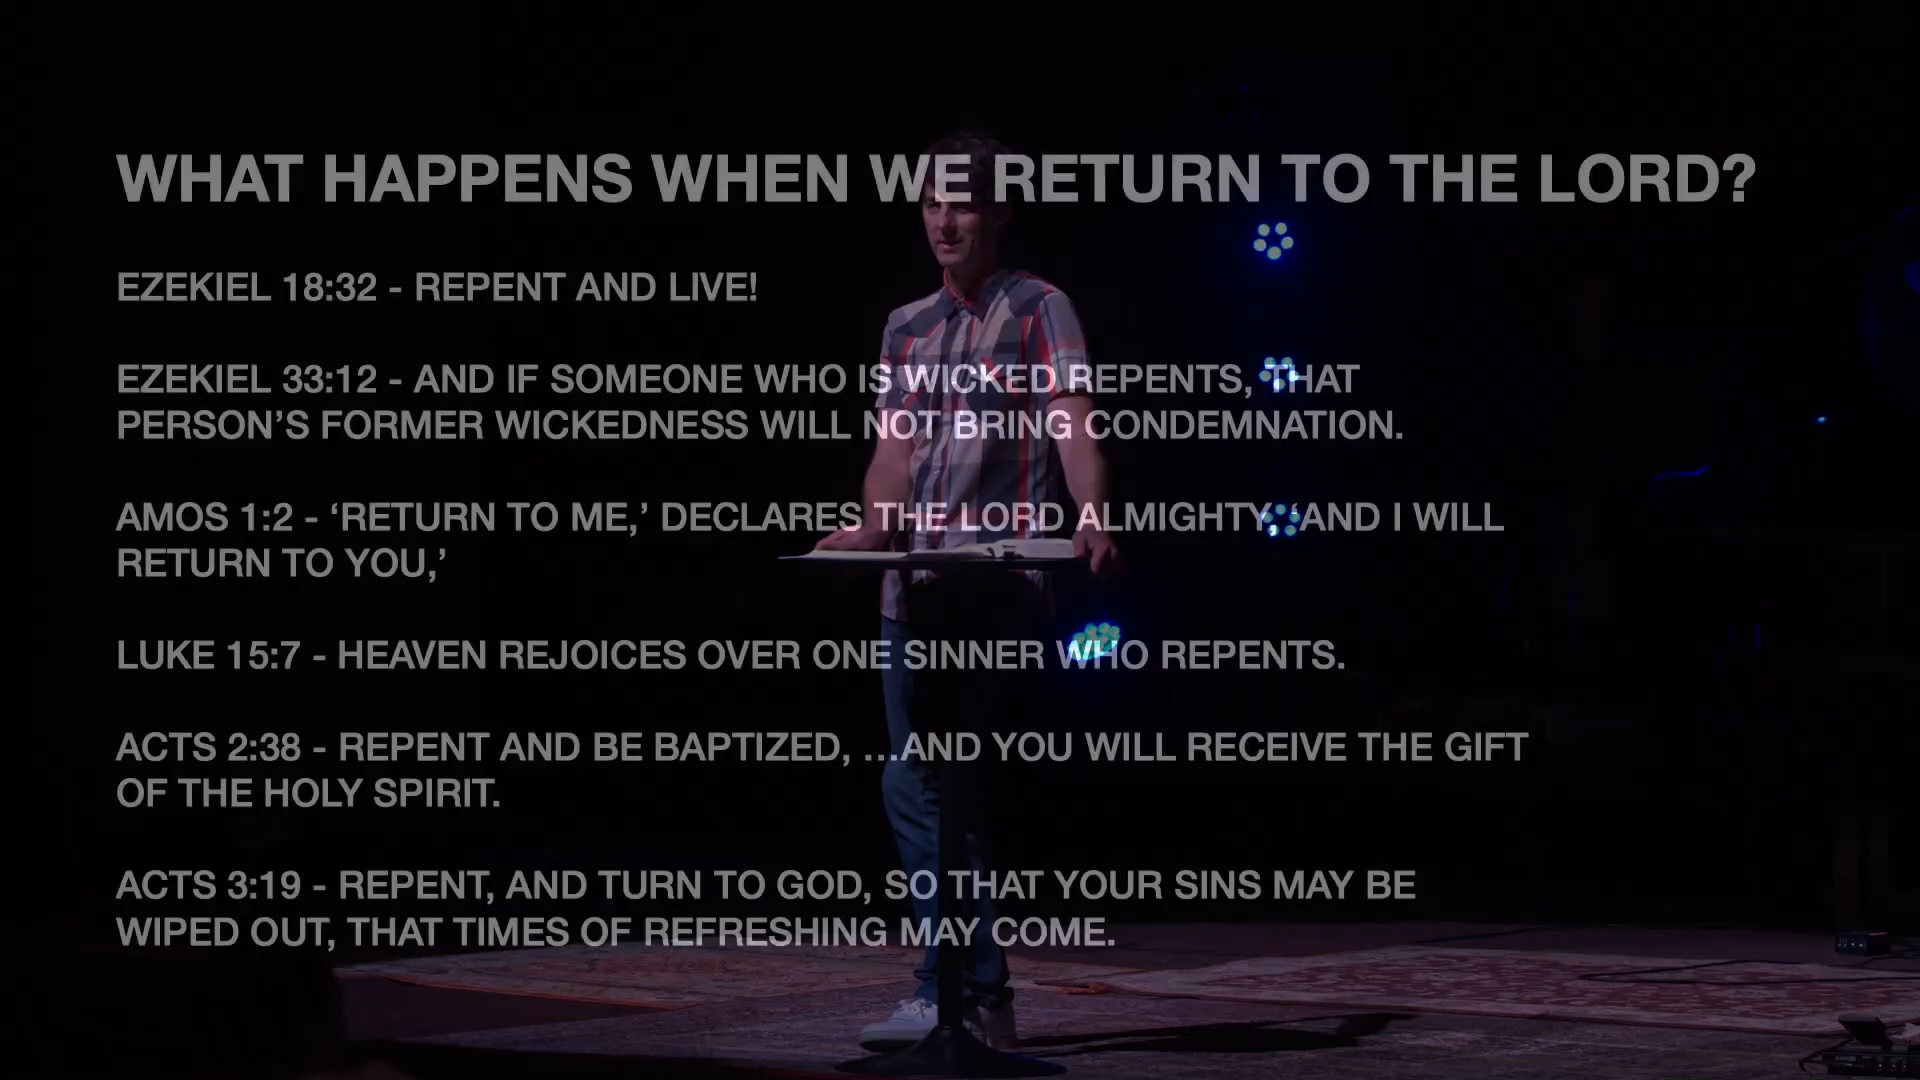 WHAT HAPPENS WHEN WE RETURN TO THE LORD?
EZEKIEL 18:32 - REPENT AND LIVE!
EZEKIEL 33:12 - AND IF SOMEONE WHO IS WICKED REPENTS, THAT
PERSON’S FORMER WICKEDNESS WILL NOT BRING CONDEMNATION.
AMOS 1:2 - ‘RETURN TO ME,’ DECLARES THE LORD ALMIGHTY, ‘AND I WILL
RETURN TO YOU,’
LUKE 15:7 - HEAVEN REJOICES OVER ONE SINNER WHO REPENTS.
ACTS 2:38 - REPENT AND BE BAPTIZED, …AND YOU WILL RECEIVE THE GIFT
OF THE HOLY SPIRIT.
ACTS 3:19 - REPENT, AND TURN TO GOD, SO THAT YOUR SINS MAY BE
WIPED OUT, THAT TIMES OF REFRESHING MAY COME.